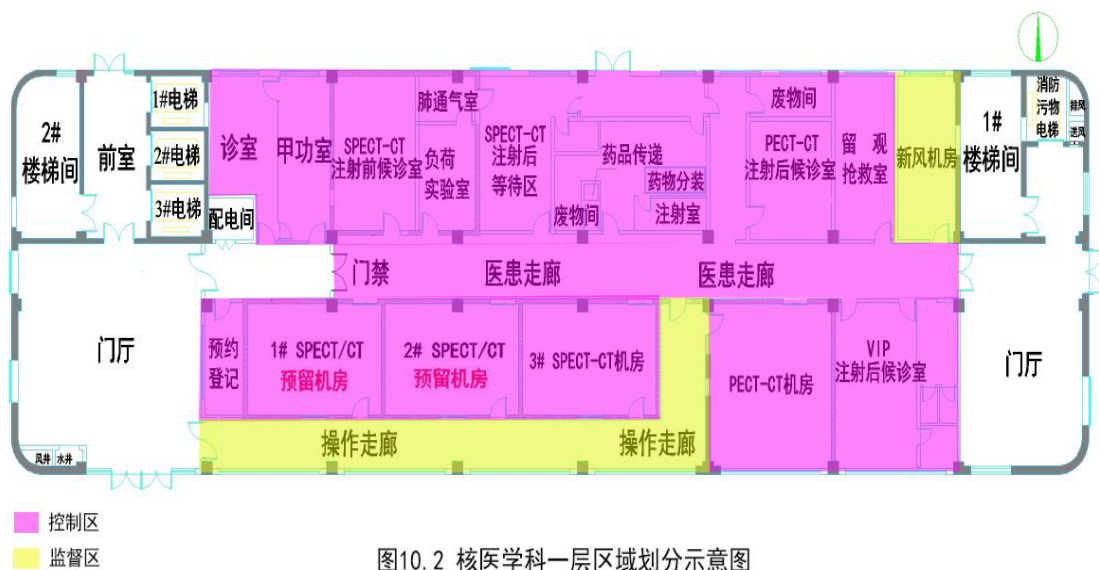 1#电梯
2#电梯
3#电梯
2#
楼梯间
前室
诊室
甲功室
配电间
SPECT-CT
注射前候诊室
肺通气室
负荷
实验室
SPECT-CT
注射后
等待区
废物间
药品传递
药物分装
注射室
废物间
PECT-CT
注射后候诊室
留 观
抢救室
新风机房
1#
楼梯间
消防
污物
电梯
排风
送风
门禁
医患走廊
医患走廊
门厅
预约
登记
1# SPECT/CT
预留机房
2# SPECT/CT
预留机房
3# SPECT-CT机房
PECT-CT机房
VIP
注射后候诊室
门厅
操作走廊
操作走廊
风井
水井
控制区
监督区
图10.2 核医学科一层区域划分示意图